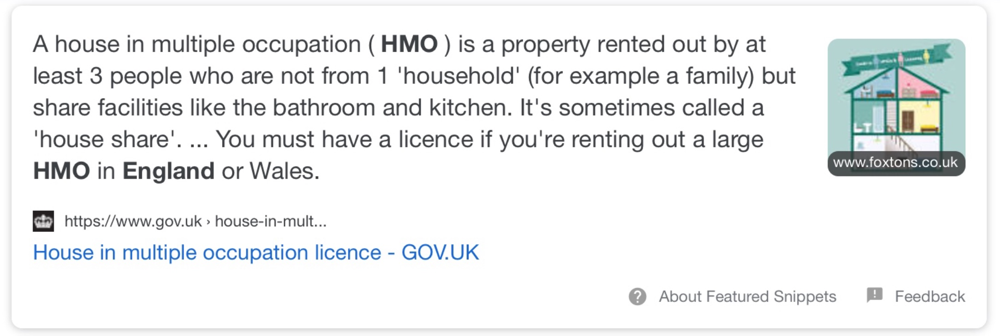 A house in multiple occupation ( HMO ) is a property rented out by at
least 3 people who are not from 1 'household' (for example a family) but
share facilities like the bathroom and kitchen. It's sometimes called a
'house share'. ... You must have a licence if you're renting out a large
HMO in England or Wales.
www.foxtons.co.uk
https://www.gov.uk › house-in-mult...
House in multiple occupation licence - GOV.UK
About Featured Snippets
Feedback